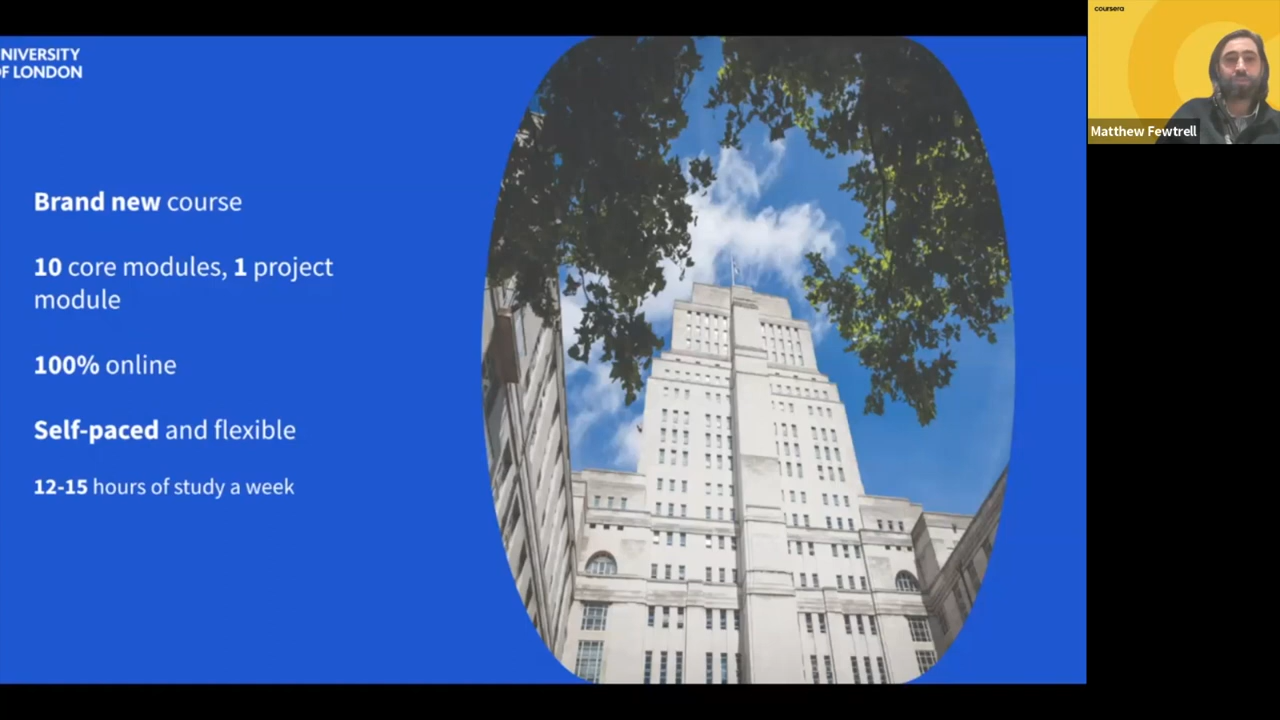 NIVERSITY
F LONDON
Brand new course
10 core modules, 1 project
module
100% online
Self-paced and flexible
12-15 hours of study a week
coursera
Matthew Fewtrell